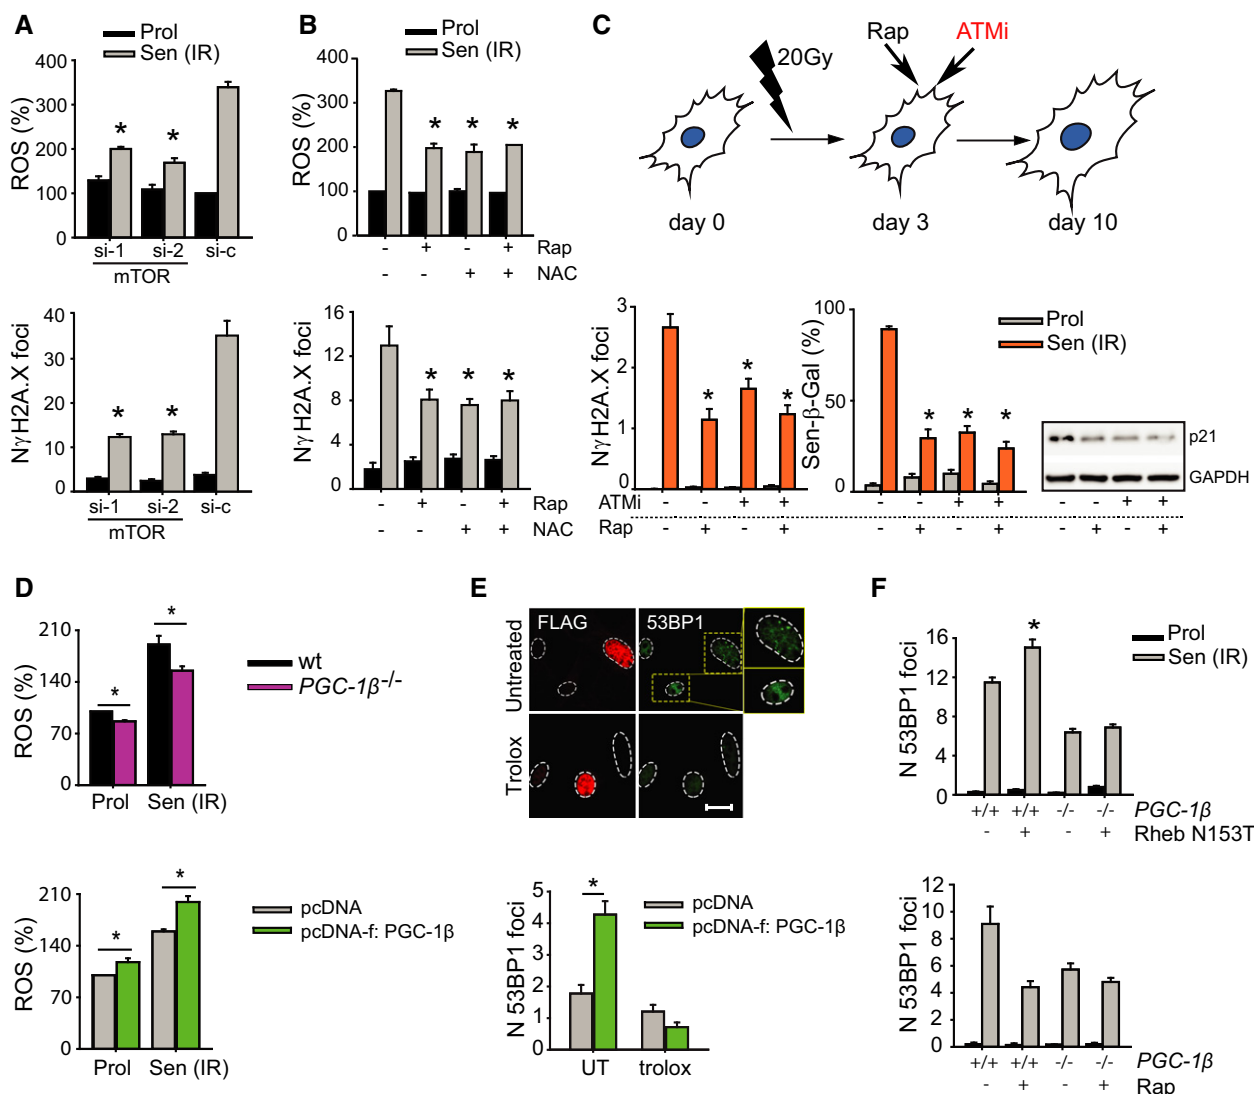 A
Prol
Sen (IR)
ROS (%)
400
300
200
100
0
*
*
si-1
si-2
si-c
mTOR
Nγ H2A.X foci
40
30
20
10
0
*
*
si-1
si-2
si-c
mTOR
B
Prol
Sen (IR)
ROS (%)
400
300
200
100
0
*
*
*
- + - + Rap
- - + + NAC
Nγ H2A.X foci
16
12
8
4
0
*
*
*
- + - + Rap
- - + + NAC
C
20Gy
Rap
ATMi
day 0
day 3
day 10
Nγ H2A.X foci
3
2
1
0
*
*
*
Sen-β-Gal (%)
100
50
0
*
*
*
Prol
Sen (IR)
p21
GAPDH
ATMi - - + + - - + + - - + +
Rap - + - + - + - + - + - +
D
ROS (%)
210
140
70
0
*
*
Prol
Sen (IR)
wt
PGC-1β-/-
ROS (%)
210
140
70
0
*
*
Prol
Sen (IR)
pcDNA
pcDNA-f: PGC-1β
E
FLAG
53BP1
Untreated
Trolox
N 53BP1 foci
5
4
3
2
1
0
*
UT
trolox
pcDNA
pcDNA-f: PGC-1β
F
Prol
Sen (IR)
N 53BP1 foci
16
12
8
4
0
*
+/+ +/+ -/- -/- PGC-1β
- + - + Rheb N153T
N 53BP1 foci
12
10
8
6
4
2
0
+/+ +/+ -/- -/- PGC-1β
- + - + Rap